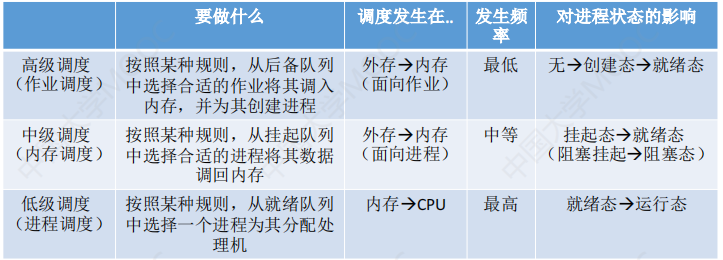 要做什么
调度发生在..
发生频
率
对进程状态的影响
高级调度
（作业调度）
按照某种规则，从后备队列
中选择合适的作业将其调入
内存，并为其创建进程
外存→内存
（面向作业）
最低
无→创建态→就绪态
中级调度
（内存调度）
按照某种规则，从挂起队列
中选择合适的进程将其数据
调回内存
外存→内存
（面向进程）
中等
挂起态→就绪态
（阻塞挂起→阻塞态）
低级调度
（进程调度）
按照某种规则，从就绪队列
中选择一个进程为其分配处
理机
内存→CPU
最高
就绪态→运行态